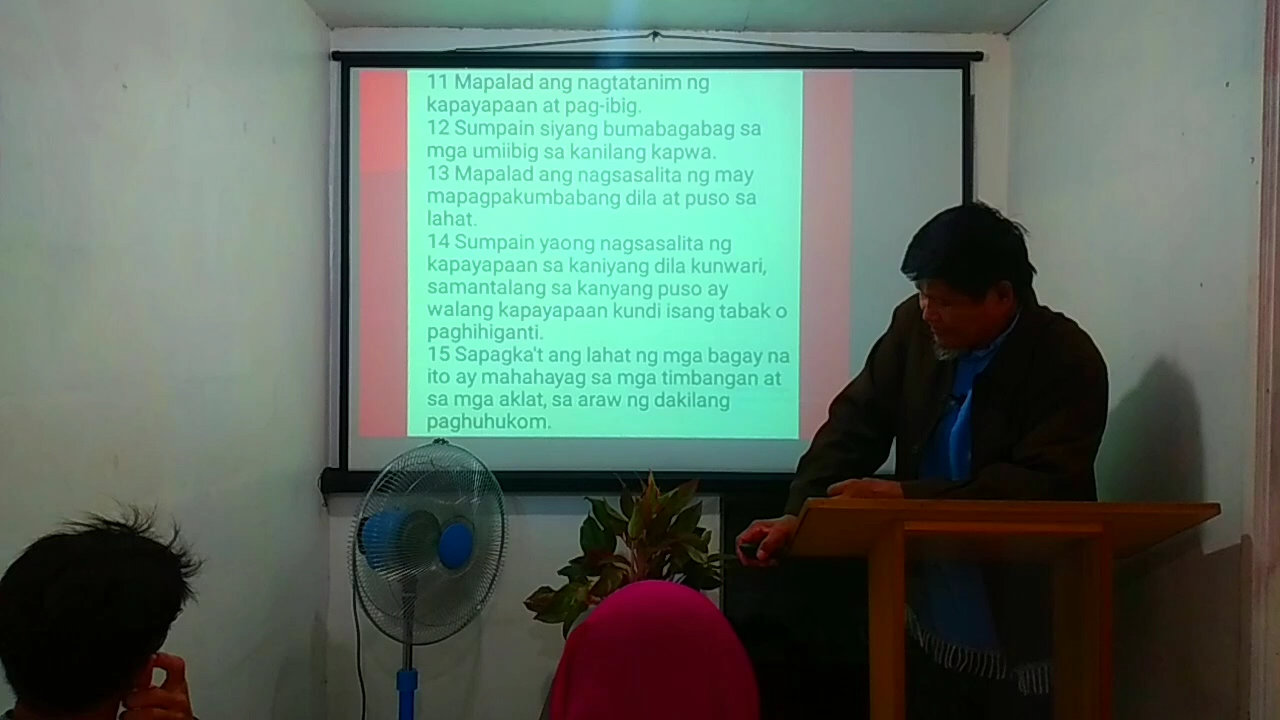 11 Mapalad ang nagtatanim ng
kapayapaan at pag-ibig.
12 Sumpain siyang bumabagabag sa
mga umiibig sa kanilang kapwa.
13 Mapalad ang nagsasalita ng may
mapagpakumbabang dila at puso sa
lahat.
14 Sumpain yaong nagsasalita ng
kapayapaan sa kaniyang dila kunwari,
samantalang sa kanyang puso ay
walang kapayapaan kundi isang tabak o
paghihiganti.
15 Sapagka't ang lahat ng mga bagay na
ito ay mahahayag sa mga timbangan at
sa mga aklat, sa araw ng dakilang
paghuhukom.